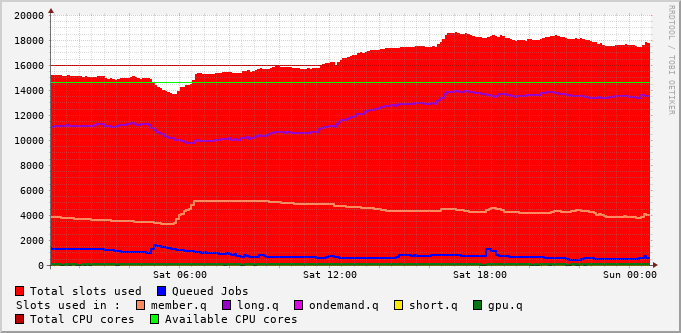 20000
18000
16000
14000
12000
10000
8000
6000
4000
2000
0
Sat 06:00 Sat 12:00 Sat 18:00 Sun 00:00
RRDTOOL / TOBI OETIKER
Total slots used Queued Jobs
Slots used in : member.q long.q ondemand.q short.q gpu.q
Total CPU cores Available CPU cores